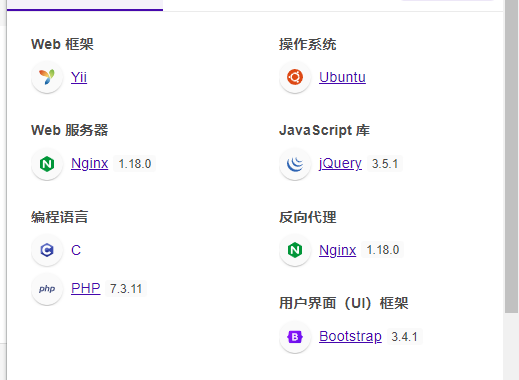 Web 框架
Yii
Web 服务器
Nginx 1.18.0
编程语言
C
php PHP 7.3.11
操作系统
Ubuntu
JavaScript 库
jQuery 3.5.1
反向代理
Nginx 1.18.0
用户界面（UI）框架
Bootstrap 3.4.1